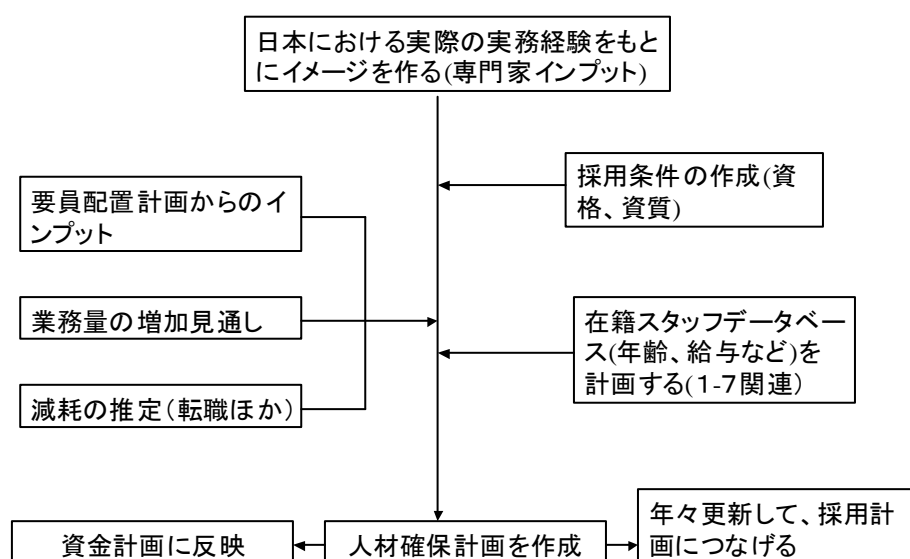 日本における実際の実務経験をもと
にイメージを作る(専門家インプット)
採用条件の作成(資
格、資質)
要員配置計画からのイ
ンプット
業務量の増加見通し
在籍スタッフデータベー
ス(年齢、給与など)を
計画する(1-7関連)
減耗の推定(転職ほか)
資金計画に反映
人材確保計画を作成
年々更新して、採用計
画につなげる